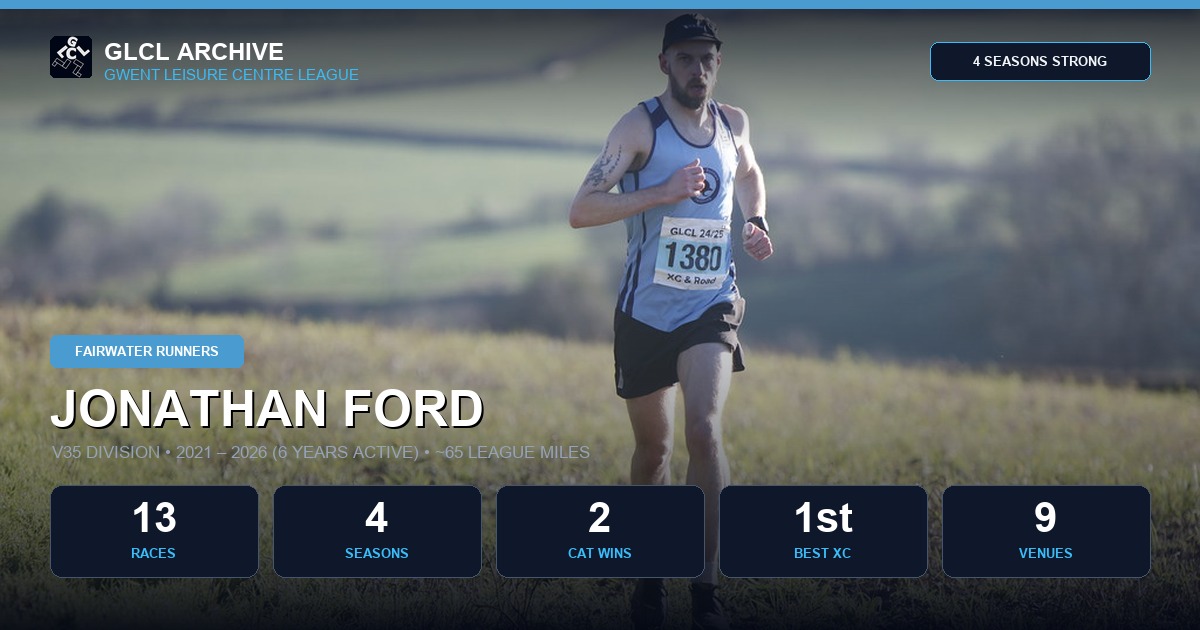 GLCL ARCHIVE
GWENT LEISURE CENTRE LEAGUE
4 SEASONS STRONG
GLCL 24/25
1380
XC & Road
FAIRWATER RUNNERS
JONATHAN FORD
V35 DIVISION • 2021 – 2026 (6 YEARS ACTIVE) • ~65 LEAGUE MILES
13
RACES
4
SEASONS
2
CAT WINS
1st
BEST XC
9
VENUES